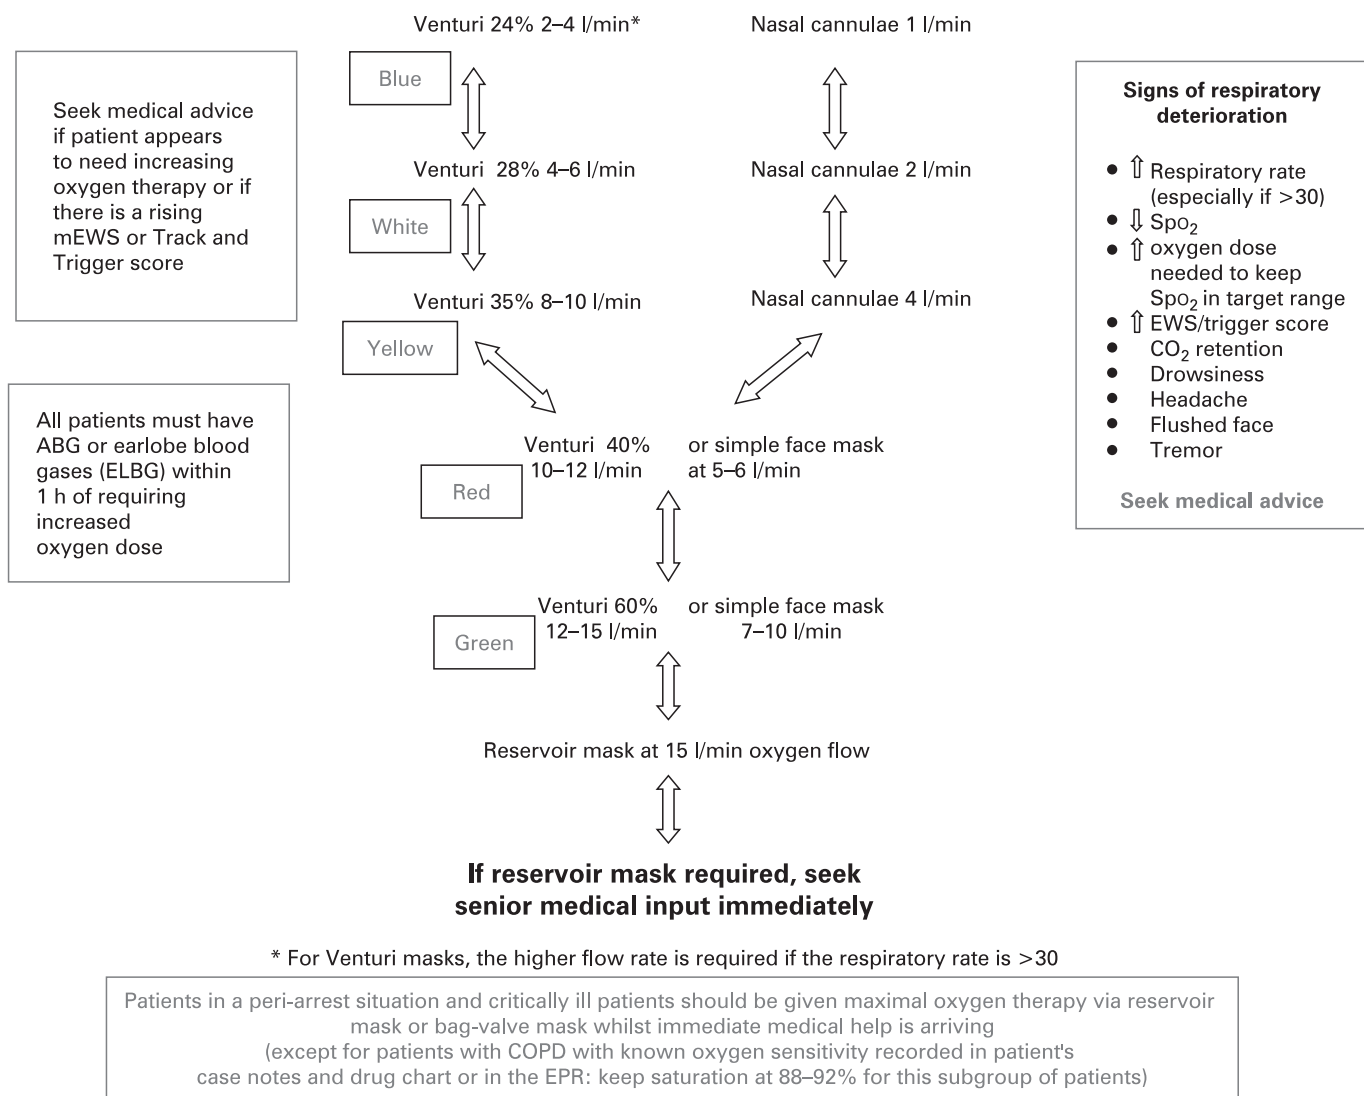 Venturi 24% 2–4 l/min*
Nasal cannulae 1 l/min
Blue
Seek medical advice
if patient appears
to need increasing
oxygen therapy or if
there is a rising
mEWS or Track and
Trigger score
Venturi 28% 4–6 l/min
Nasal cannulae 2 l/min
White
Venturi 35% 8–10 l/min
Nasal cannulae 4 l/min
Yellow
All patients must have
ABG or earlobe blood
gases (ELBG) within
1 h of requiring
increased
oxygen dose
Venturi 40%
10–12 l/min
or simple face mask
at 5–6 l/min
Red
Venturi 60%
12–15 l/min
or simple face mask
7–10 l/min
Green
Reservoir mask at 15 l/min oxygen flow
If reservoir mask required, seek
senior medical input immediately
Signs of respiratory
deterioration
• ⇧ Respiratory rate
(especially if >30)
• ⇩ SpO₂
• ⇧ oxygen dose
needed to keep
SpO₂ in target range
• ⇧ EWS/trigger score
• CO₂ retention
• Drowsiness
• Headache
• Flushed face
• Tremor
Seek medical advice
* For Venturi masks, the higher flow rate is required if the respiratory rate is >30
Patients in a peri-arrest situation and critically ill patients should be given maximal oxygen therapy via reservoir
mask or bag-valve mask whilst immediate medical help is arriving
(except for patients with COPD with known oxygen sensitivity recorded in patient's
case notes and drug chart or in the EPR: keep saturation at 88–92% for this subgroup of patients)